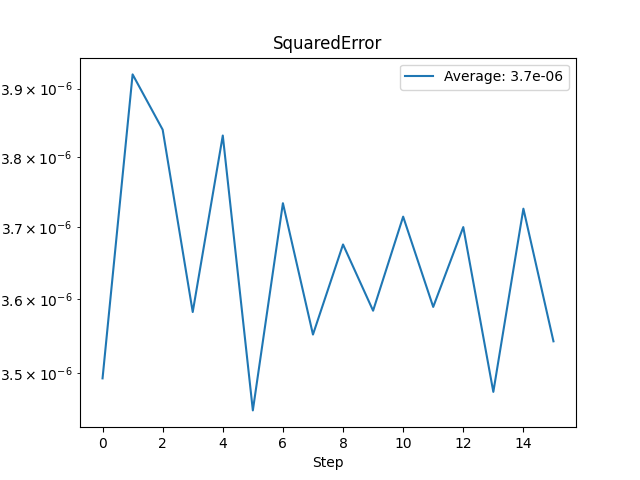 SquaredError
Average: 3.7e-06
3.9 × 10⁻⁶
3.8 × 10⁻⁶
3.7 × 10⁻⁶
3.6 × 10⁻⁶
3.5 × 10⁻⁶
0 2 4 6 8 10 12 14
Step